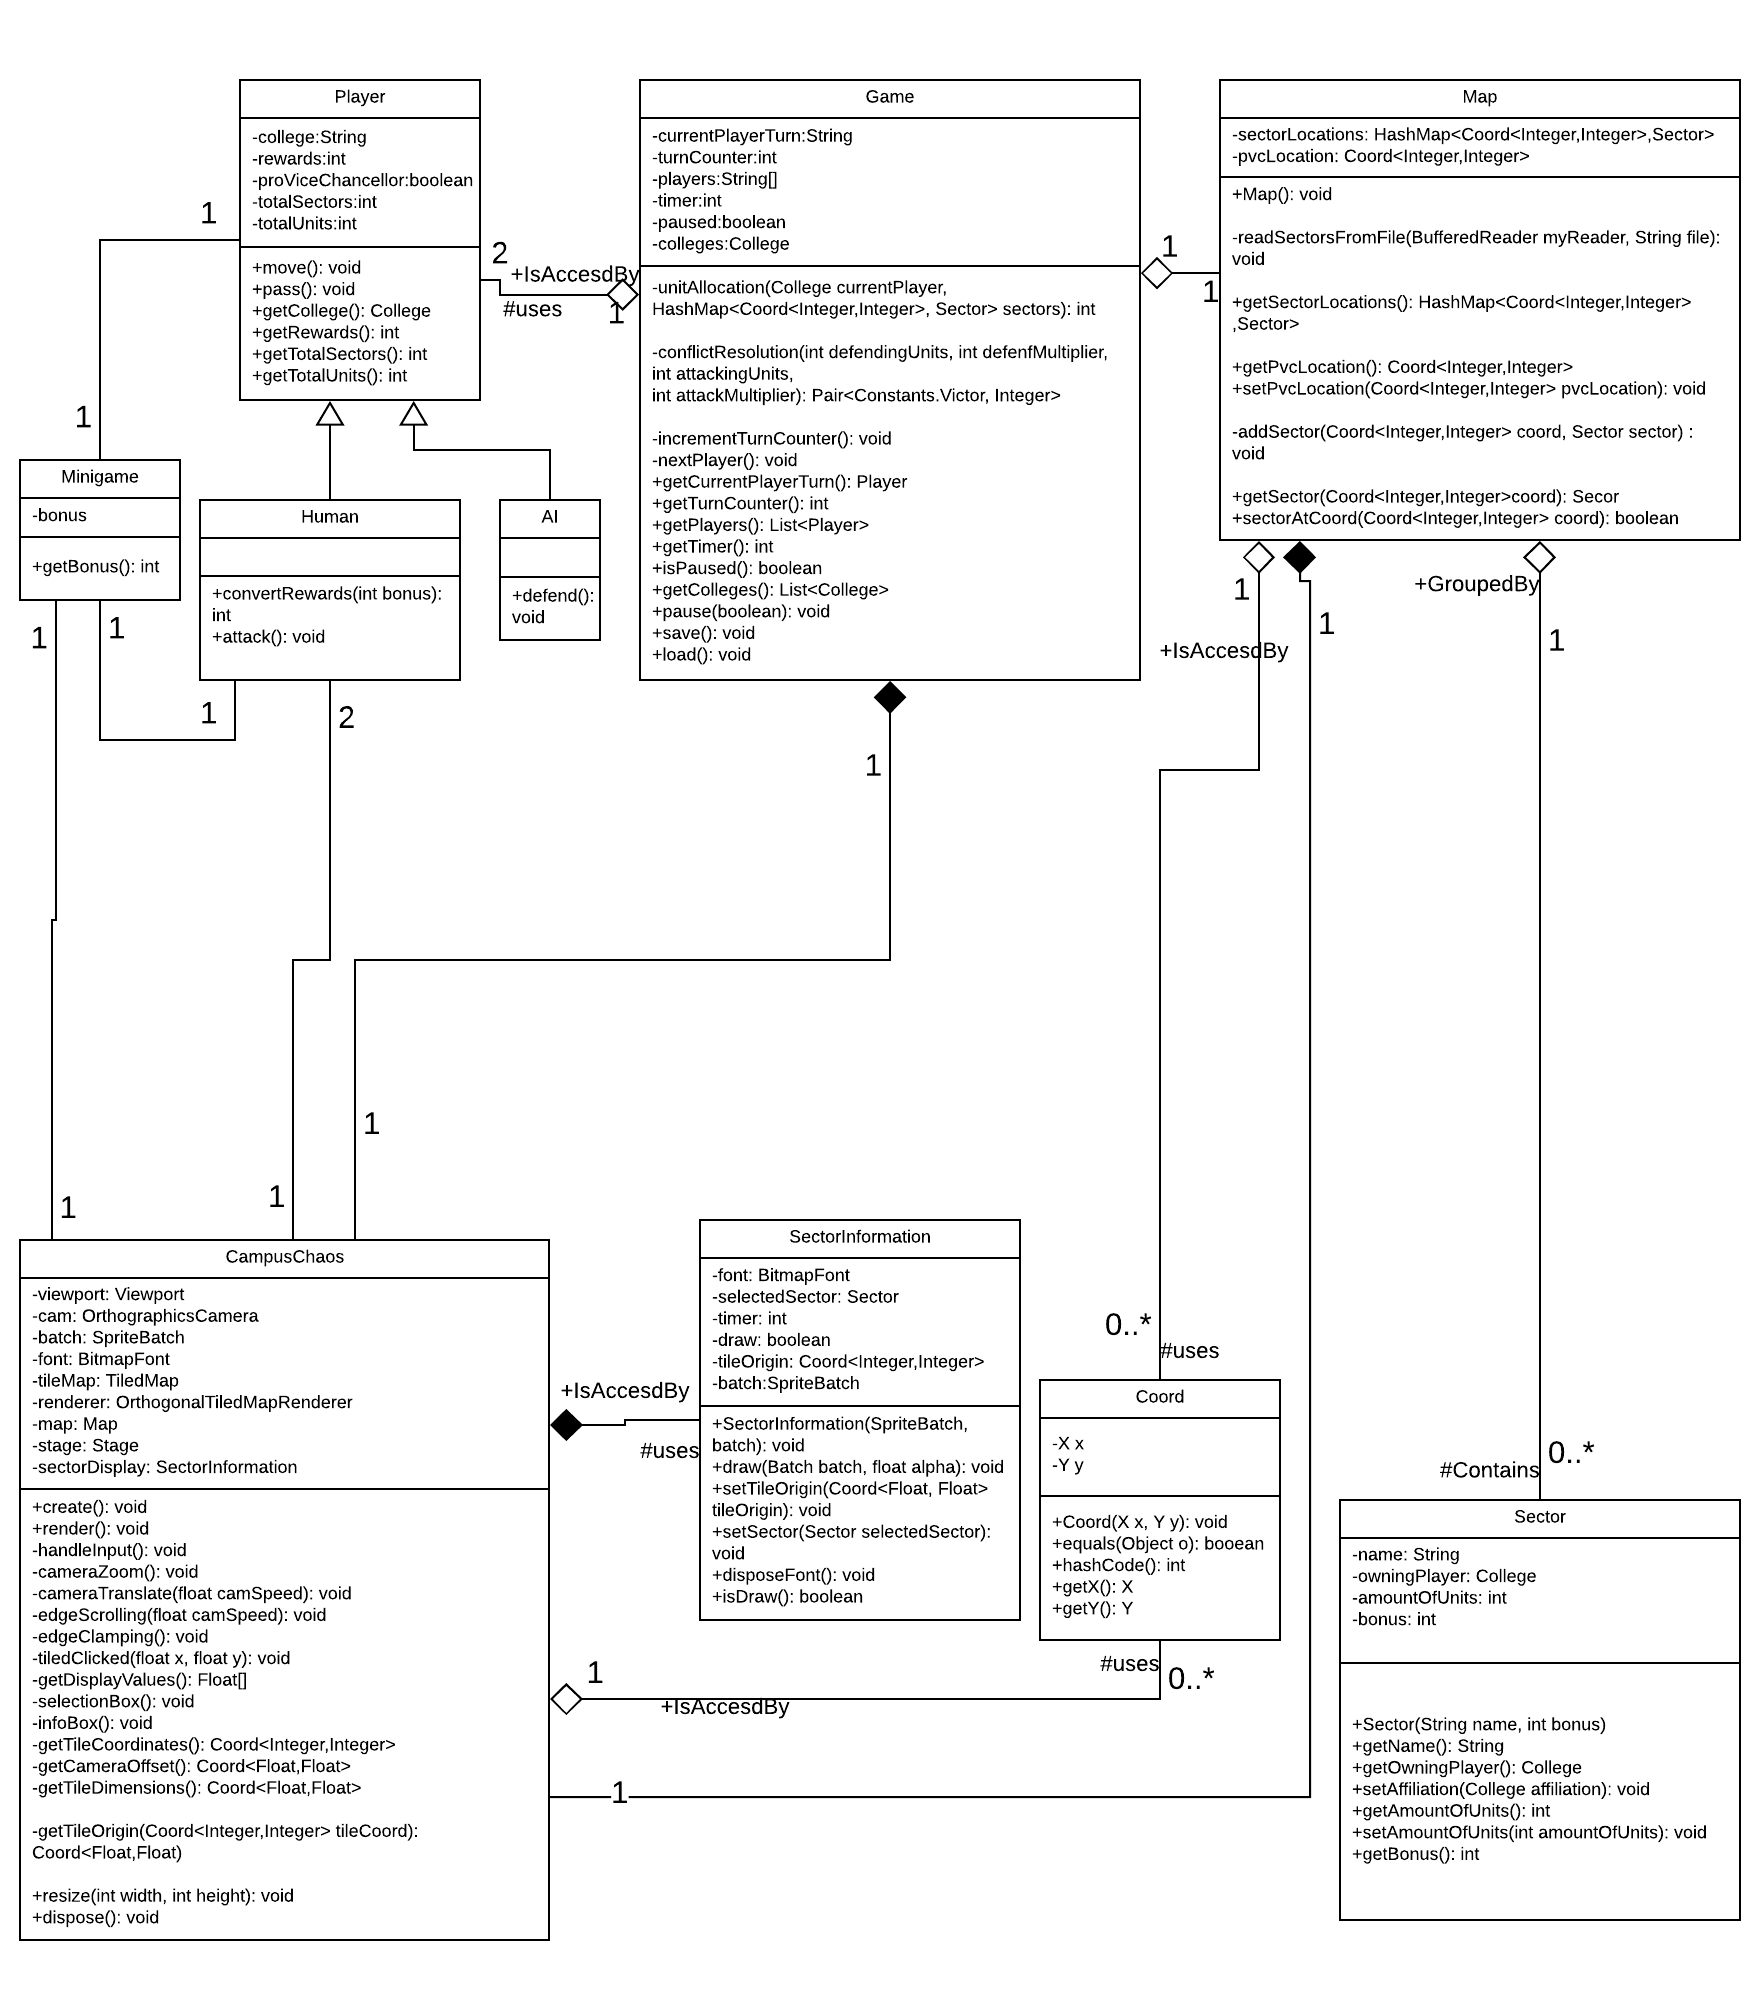 Player
-college:String
-rewards:int
-proViceChancellor:boolean
-totalSectors:int
-totalUnits:int
+move(): void
+pass(): void
+getCollege(): College
+getRewards(): int
+getTotalSectors(): int
+getTotalUnits(): int
Game
-currentPlayerTurn:String
-turnCounter:int
-players:String[]
-timer:int
-paused:boolean
-colleges:College
-unitAllocation(College currentPlayer,
HashMap<Coord<Integer,Integer>, Sector> sectors): int
-conflictResolution(int defendingUnits, int defenfMultiplier,
int attackingUnits,
int attackMultiplier): Pair<Constants.Victor, Integer>
-incrementTurnCounter(): void
-nextPlayer(): void
+getCurrentPlayerTurn(): Player
+getTurnCounter(): int
+getPlayers(): List<Player>
+getTimer(): int
+isPaused(): boolean
+getColleges(): List<College>
+pause(boolean): void
+save(): void
+load(): void
Map
-sectorLocations: HashMap<Coord<Integer,Integer>,Sector>
-pvcLocation: Coord<Integer,Integer>
+Map(): void
-readSectorsFromFile(BufferedReader myReader, String file):
void
+getSectorLocations(): HashMap<Coord<Integer,Integer>
,Sector>
+getPvcLocation(): Coord<Integer,Integer>
+setPvcLocation(Coord<Integer,Integer> pvcLocation): void
-addSector(Coord<Integer,Integer> coord, Sector sector) :
void
+getSector(Coord<Integer,Integer>coord): Secor
+sectorAtCoord(Coord<Integer,Integer> coord): boolean
1
1
2
+IsAccesdBy
#uses
1
1
1
Minigame
-bonus
+getBonus(): int
Human
+convertRewards(int bonus):
int
+attack(): void
AI
+defend():
void
1
1
1
2
1
1
+IsAccesdBy
1
+GroupedBy
1
1
1
1
CampusChaos
-viewport: Viewport
-cam: OrthographicsCamera
-batch: SpriteBatch
-font: BitmapFont
-tileMap: TiledMap
-renderer: OrthogonalTiledMapRenderer
-map: Map
-stage: Stage
-sectorDisplay: SectorInformation
+create(): void
+render(): void
-handleInput(): void
-cameraZoom(): void
-cameraTranslate(float camSpeed): void
-edgeScrolling(float camSpeed): void
-edgeClamping(): void
-tiledClicked(float x, float y): void
-getDisplayValues(): Float[]
-selectionBox(): void
-infoBox(): void
-getTileCoordinates(): Coord<Integer,Integer>
-getCameraOffset(): Coord<Float,Float>
-getTileDimensions(): Coord<Float,Float>
-getTileOrigin(Coord<Integer,Integer> tileCoord):
Coord<Float,Float)
+resize(int width, int height): void
+dispose(): void
+IsAccesdBy
#uses
SectorInformation
-font: BitmapFont
-selectedSector: Sector
-timer: int
-draw: boolean
-tileOrigin: Coord<Integer,Integer>
-batch:SpriteBatch
+SectorInformation(SpriteBatch,
batch): void
+draw(Batch batch, float alpha): void
+setTileOrigin(Coord<Float, Float>
tileOrigin): void
+setSector(Sector selectedSector):
void
+disposeFont(): void
+isDraw(): boolean
0..*
#uses
Coord
-X x
-Y y
+Coord(X x, Y y): void
+equals(Object o): booean
+hashCode(): int
+getX(): X
+getY(): Y
#uses
0..*
1
+IsAccesdBy
1
0..*
#Contains
Sector
-name: String
-owningPlayer: College
-amountOfUnits: int
-bonus: int
+Sector(String name, int bonus)
+getName(): String
+getOwningPlayer(): College
+setAffiliation(College affiliation): void
+getAmountOfUnits(): int
+setAmountOfUnits(int amountOfUnits): void
+getBonus(): int